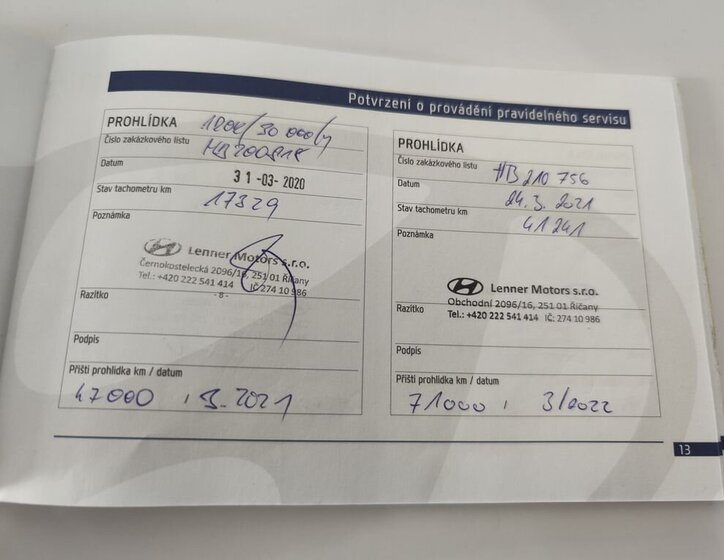 Potvrzení o provádění pravidelného servisu
PROHLÍDKA
Číslo zakázkového listu
Datum 31-03-2020
Stav tachometru km 17329
Poznámka
Lenner Motors s.r.o.
Černokostelecká 2096/16, 251 01 Říčany
Tel.: +420 222 541 414 IČ 274 10 986
- 8 -
Razítko
Podpis
Příští prohlídka km / datum
47000 , 3. 2021
PROHLÍDKA
Číslo zakázkového listu HB 210 756
Datum 24. 3. 2021
Stav tachometru km 41241
Poznámka
Lenner Motors s.r.o.
Obchodní 2096/16, 251 01 Říčany
Razítko Tel.: +420 222 541 414 IČ: 274 10 986
Podpis
Příští prohlídka km / datum
71000 , 3/2022
13